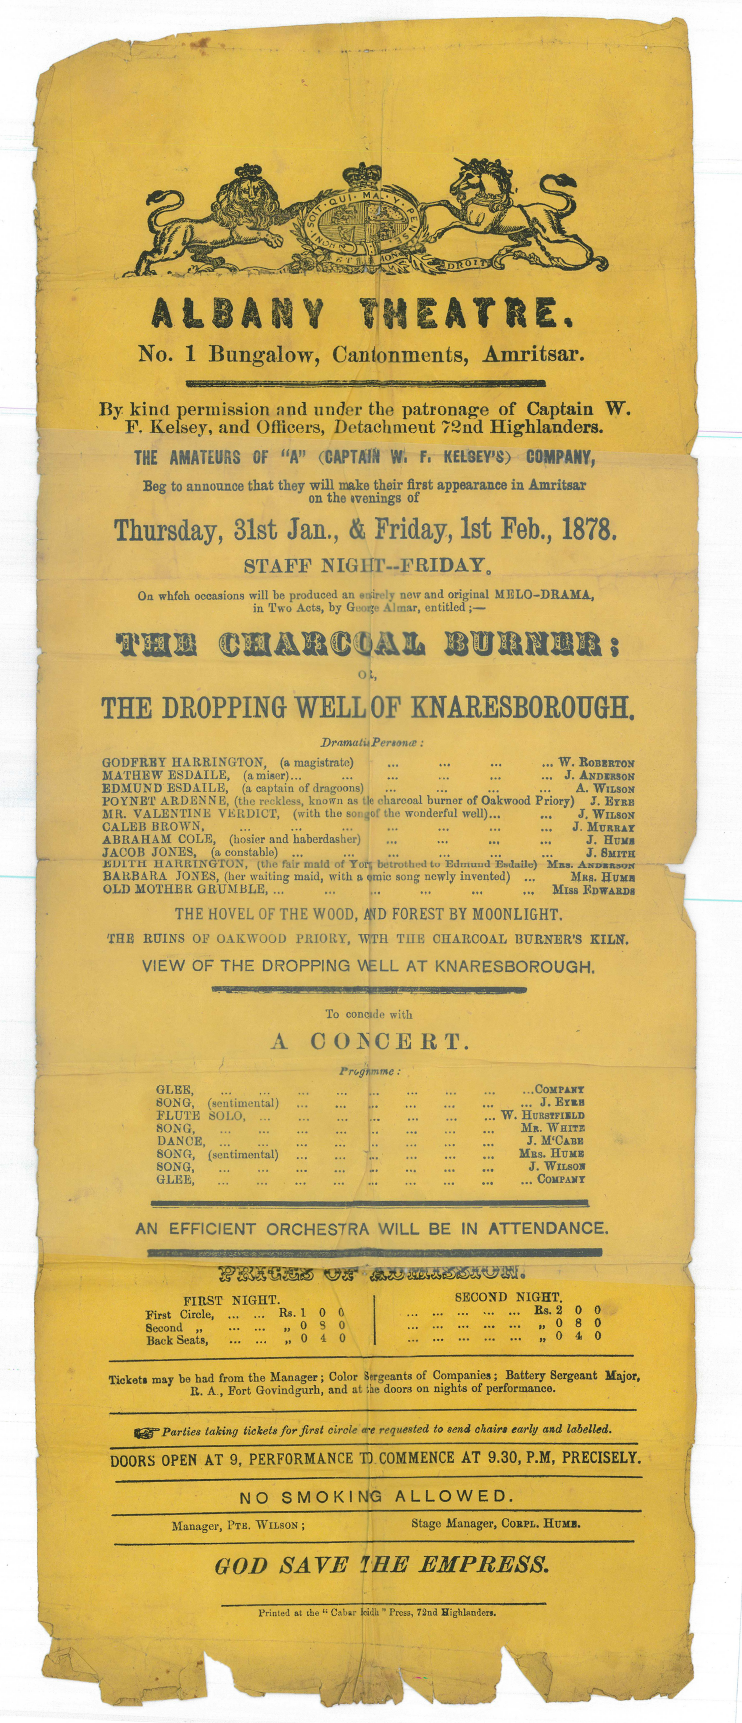 HONI · SOIT · QUI · MAL · Y · PENSE
ET MON DROIT
ALBANY THEATRE.
No. 1 Bungalow, Cantonments, Amritsar.
By kind permission and under the patronage of Captain W.
F. Kelsey, and Officers, Detachment 72nd Highlanders.
THE AMATEURS OF "A" (CAPTAIN W. F. KELSEY'S) COMPANY,
Beg to announce that they will make their first appearance in Amritsar
on the evenings of
Thursday, 31st Jan., & Friday, 1st Feb., 1878.
STAFF NIGHT--FRIDAY.
On which occasions will be produced an entirely new and original MELO-DRAMA,
in Two Acts, by George Almar, entitled ;—
THE CHARCOAL BURNER;
OR,
THE DROPPING WELL OF KNARESBOROUGH.
Dramatis Personæ :
GODFREY HARRINGTON, (a magistrate) ... ... ... ... W. ROBERTON
MATHEW ESDAILE, (a miser)... ... ... ... ... ... J. ANDERSON
EDMUND ESDAILE, (a captain of dragoons) ... ... ... ... A. WILSON
POYNET ARDENNE, (the reckless, known as the charcoal burner of Oakwood Priory) J. EYRE
MR. VALENTINE VERDICT, (with the song of the wonderful well)... ... J. WILSON
CALEB BROWN, ... ... ... ... ... ... ... J. MURRAY
ABRAHAM COLE, (hosier and haberdasher) ... ... ... ... J. HUME
JACOB JONES, (a constable) ... ... ... ... ... ... J. SMITH
EDITH HARRINGTON, (the fair maid of York, betrothed to Edmund Esdaile) MRS. ANDERSON
BARBARA JONES, (her waiting maid, with a comic song newly invented) ... MRS. HUME
OLD MOTHER GRUMBLE, ... ... ... ... ... ... MISS EDWARDS
THE HOVEL OF THE WOOD, AND FOREST BY MOONLIGHT.
THE RUINS OF OAKWOOD PRIORY, WITH THE CHARCOAL BURNER'S KILN.
VIEW OF THE DROPPING WELL AT KNARESBOROUGH.
To conclude with
A CONCERT.
Programme :
GLEE, ... ... ... ... ... ... ... ... ...COMPANY
SONG, (sentimental) ... ... ... ... ... ... ... J. EYRE
FLUTE SOLO, ... ... ... ... ... ... ... W. HURSTFIELD
SONG, ... ... ... ... ... ... ... ... MR. WHITE
DANCE, ... ... ... ... ... ... ... ... J. M'CABE
SONG, (sentimental) ... ... ... ... ... ... MRS. HUME
SONG, ... ... ... ... ... ... ... ... J. WILSON
GLEE, ... ... ... ... ... ... ... ... ... COMPANY
AN EFFICIENT ORCHESTRA WILL BE IN ATTENDANCE.
PRICES OF ADMISSION.
FIRST NIGHT. SECOND NIGHT.
First Circle, ... ... Rs. 1 0 0 ... ... ... ... ... Rs. 2 0 0
Second „ ... ... „ 0 8 0 ... ... ... ... ... „ 0 8 0
Back Seats, ... ... „ 0 4 0 ... ... ... ... ... „ 0 4 0
Tickets may be had from the Manager; Color Sergeants of Companies; Battery Sergeant Major,
R. A., Fort Govindgurh, and at the doors on nights of performance.
☞ Parties taking tickets for first circle are requested to send chairs early and labelled.
DOORS OPEN AT 9, PERFORMANCE TO COMMENCE AT 9.30, P.M, PRECISELY.
NO SMOKING ALLOWED.
Manager, PTE. WILSON ; Stage Manager, CORPL. HUME.
GOD SAVE THE EMPRESS.
Printed at the "Cabar Feidh" Press, 72nd Highlanders.